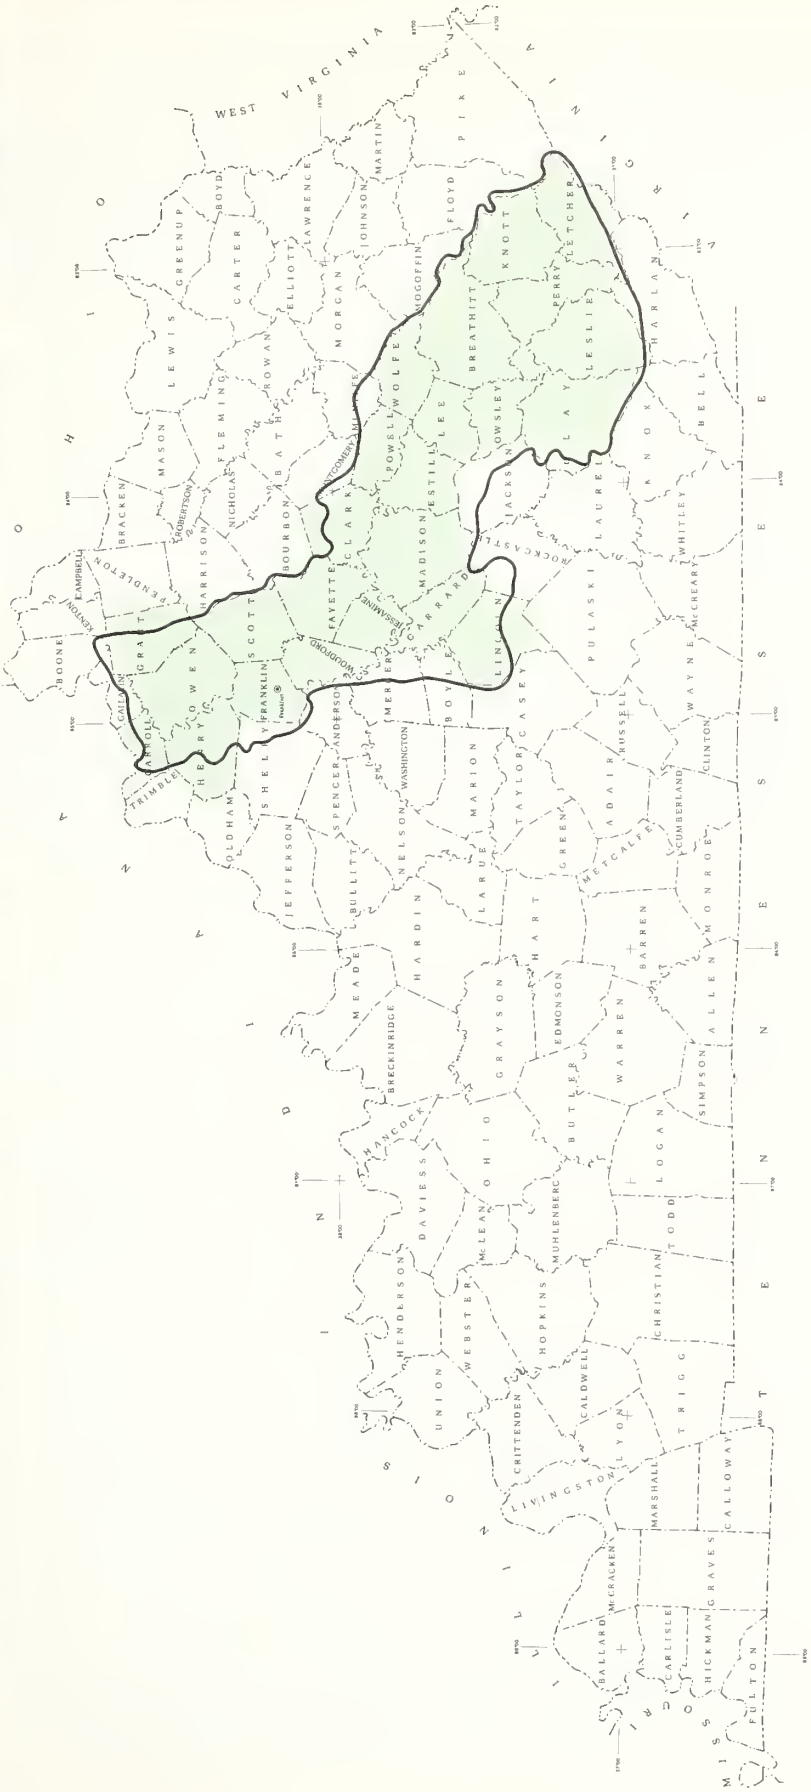 WEST VIRGINIA
VIRGINIA
OHIO
INDIANA
ILLINOIS
TENNESSEE
BOONE
KENTON
CAMPBELL
PENDLETON
BRACKEN
MASON
LEWIS
GREENUP
BOYD
CARTER
ELLIOTT
LAWRENCE
JOHNSON
MARTIN
PIKE
FLOYD
MAGOFFIN
MORGAN
ROWAN
FLEMING
ROBERTSON
NICHOLAS
BATH
HARRISON
BOURBON
GRANT
GALLATIN
CARROLL
OWEN
SCOTT
TRIMBLE
HENRY
OLDHAM
SHELBY
FRANKLIN
Frankfort
WOODFORD
FAYETTE
CLARK
MONTGOMERY
MENIFEE
POWELL
WOLFE
ESTILL
LEE
BREATHITT
KNOTT
PERRY
LETCHER
LESLIE
HARLAN
OWSLEY
CLAY
JACKSON
MADISON
JESSAMINE
GARRARD
ROCKCASTLE
LAUREL
KNOX
BELL
WHITLEY
McCREARY
PULASKI
LINCOLN
BOYLE
MERCER
ANDERSON
SPENCER
JEFFERSON
BULLITT
NELSON
WASHINGTON
MARION
CASEY
TAYLOR
RUSSELL
WAYNE
CLINTON
ADAIR
GREEN
CUMBERLAND
METCALFE
MONROE
LARUE
HARDIN
MEADE
BRECKINRIDGE
HART
BARREN
ALLEN
GRAYSON
EDMONSON
WARREN
SIMPSON
BUTLER
LOGAN
HANCOCK
OHIO
DAVIESS
McLEAN
MUHLENBERG
TODD
HENDERSON
WEBSTER
HOPKINS
CHRISTIAN
UNION
CRITTENDEN
CALDWELL
LYON
TRIGG
LIVINGSTON
MARSHALL
CALLOWAY
McCRACKEN
GRAVES
BALLARD
CARLISLE
HICKMAN
FULTON